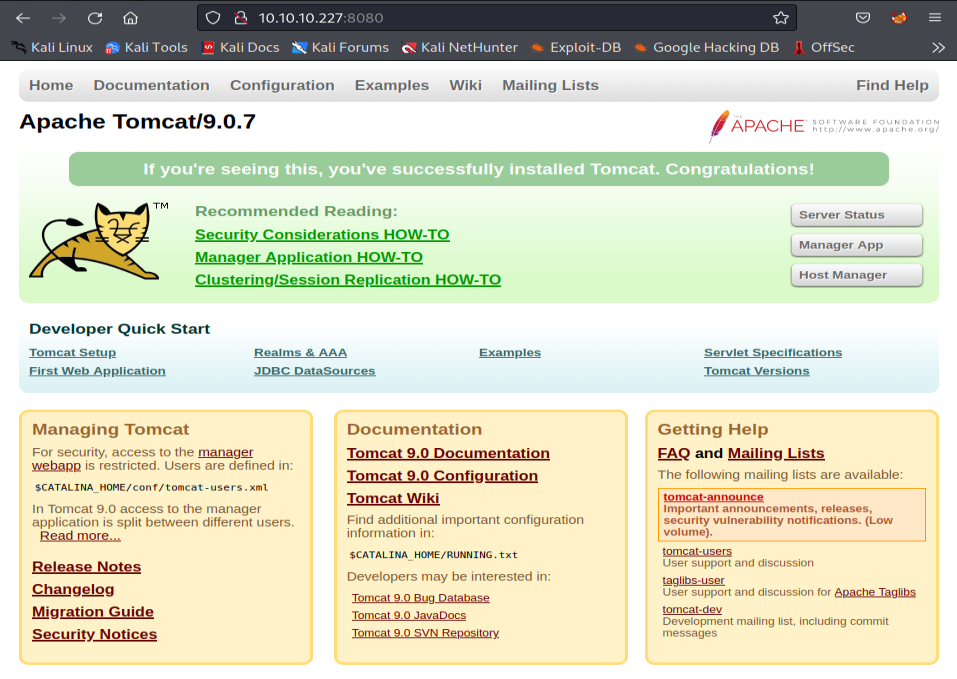 10.10.10.227:8080
Kali Linux Kali Tools Kali Docs Kali Forums Kali NetHunter Exploit-DB Google Hacking DB OffSec
Home Documentation Configuration Examples Wiki Mailing Lists Find Help
Apache Tomcat/9.0.7
THE APACHE SOFTWARE FOUNDATION
http://www.apache.org/
If you're seeing this, you've successfully installed Tomcat. Congratulations!
TM
Recommended Reading:
Security Considerations HOW-TO
Manager Application HOW-TO
Clustering/Session Replication HOW-TO
Server Status
Manager App
Host Manager
Developer Quick Start
Tomcat Setup
First Web Application
Realms & AAA
JDBC DataSources
Examples
Servlet Specifications
Tomcat Versions
Managing Tomcat
For security, access to the manager
webapp is restricted. Users are defined in:
$CATALINA_HOME/conf/tomcat-users.xml
In Tomcat 9.0 access to the manager
application is split between different users.
Read more...
Release Notes
Changelog
Migration Guide
Security Notices
Documentation
Tomcat 9.0 Documentation
Tomcat 9.0 Configuration
Tomcat Wiki
Find additional important configuration
information in:
$CATALINA_HOME/RUNNING.txt
Developers may be interested in:
Tomcat 9.0 Bug Database
Tomcat 9.0 JavaDocs
Tomcat 9.0 SVN Repository
Getting Help
FAQ and Mailing Lists
The following mailing lists are available:
tomcat-announce
Important announcements, releases,
security vulnerability notifications. (Low
volume).
tomcat-users
User support and discussion
taglibs-user
User support and discussion for Apache Taglibs
tomcat-dev
Development mailing list, including commit
messages